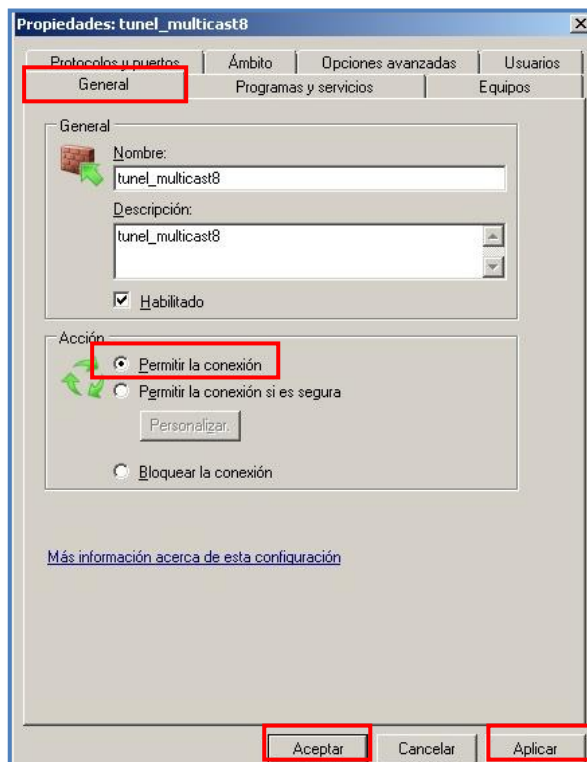 Propiedades: tunel_multicast8
Protocolos y puertos Ámbito Opciones avanzadas Usuarios
General Programas y servicios Equipos
General
Nombre:
tunel_multicast8
Descripción:
tunel_multicast8
Habilitado
Acción
Permitir la conexión
Permitir la conexión si es segura
Personalizar.
Bloquear la conexión
Más información acerca de esta configuración
Aceptar Cancelar Aplicar